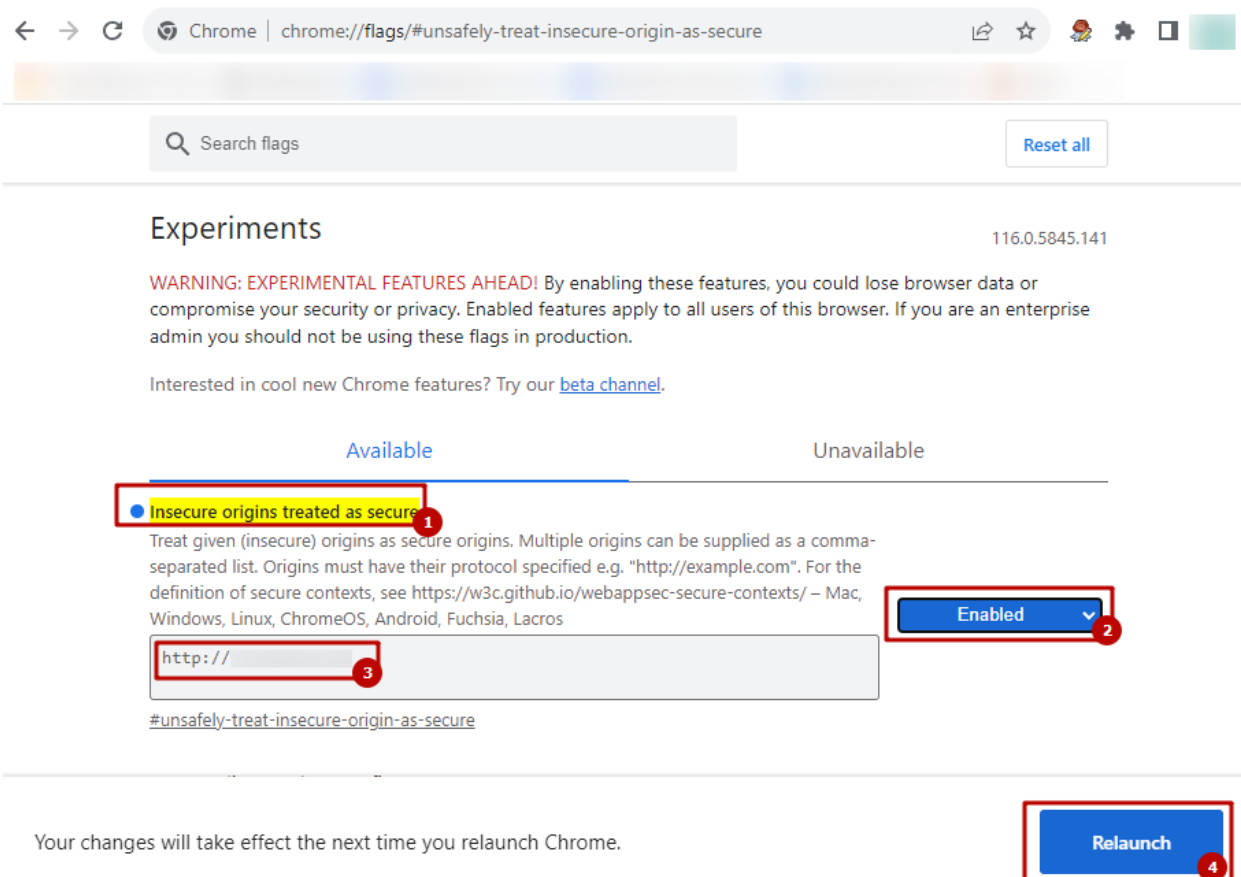 Chrome | chrome://flags/#unsafely-treat-insecure-origin-as-secure
Search flags
Reset all
Experiments
116.0.5845.141
WARNING: EXPERIMENTAL FEATURES AHEAD! By enabling these features, you could lose browser data or
compromise your security or privacy. Enabled features apply to all users of this browser. If you are an enterprise
admin you should not be using these flags in production.
Interested in cool new Chrome features? Try our beta channel.
Available
Unavailable
Insecure origins treated as secure
1
Treat given (insecure) origins as secure origins. Multiple origins can be supplied as a comma-
separated list. Origins must have their protocol specified e.g. "http://example.com". For the
definition of secure contexts, see https://w3c.github.io/webappsec-secure-contexts/ – Mac,
Windows, Linux, ChromeOS, Android, Fuchsia, Lacros
Enabled
2
http://
3
#unsafely-treat-insecure-origin-as-secure
Your changes will take effect the next time you relaunch Chrome.
Relaunch
4